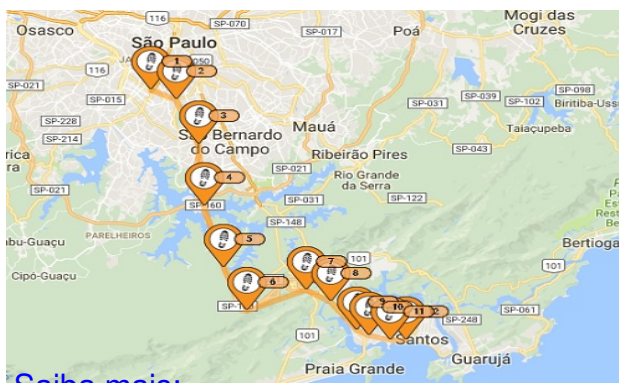 116
SP-070
Mogi das
Cruzes
Osasco
SP-017
Poá
São Paulo
1
116
2
050
SP-021
SP-015
SP-031
SP-039
SP-098
SP-102
Biritiba-Ussu
3
SP-228
SP-214
São Bernardo
do Campo
Mauá
Taiaçupeba
SP-043
Ribeirão Pires
SP-021
Rio Grande
da Serra
SP-021
4
SP-160
SP-031
SP-122
SP-148
PARELHEIROS
5
101
Bertioga
7
8
101
Cipó-Guaçu
6
9
10
11
2
SP-248
SP-061
101
Santos
Praia Grande
Guarujá
Saiba mais: